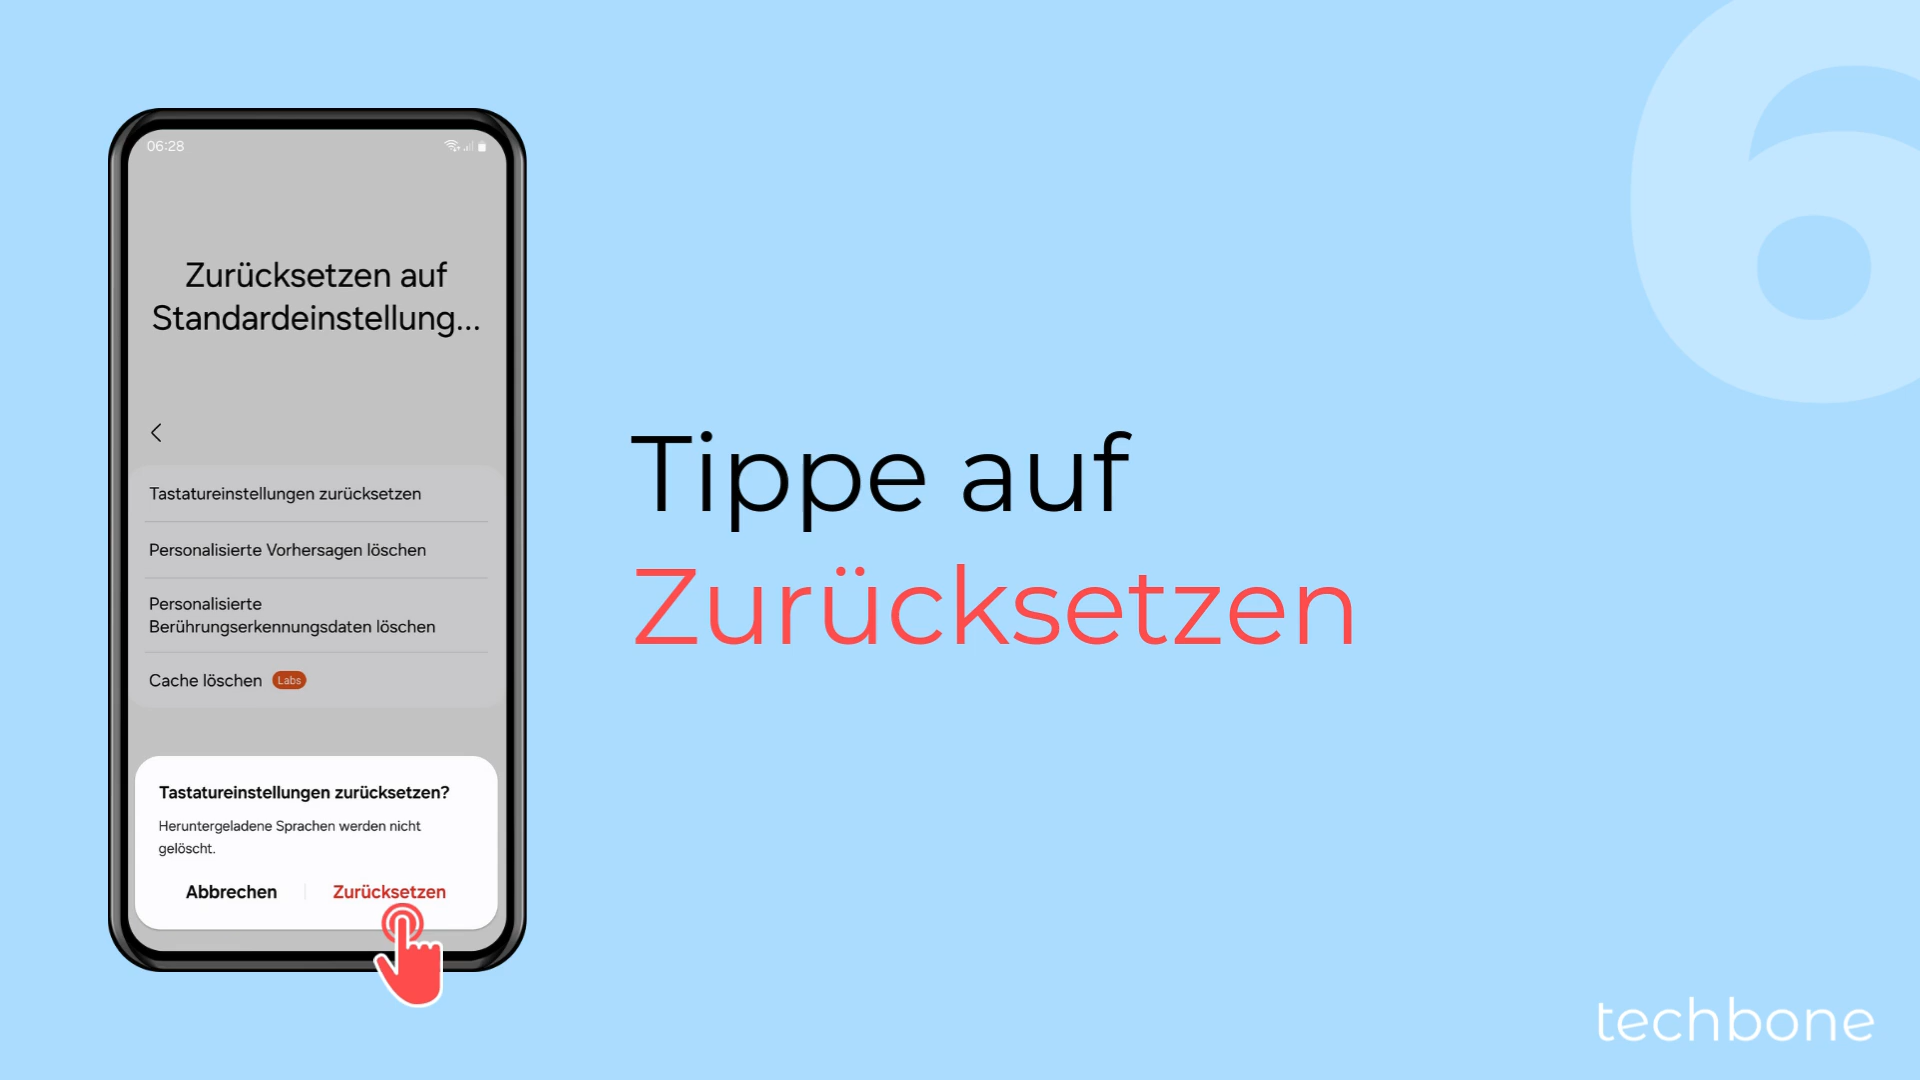 6
06:28
Zurücksetzen auf
Standardeinstellung...
Tastatureinstellungen zurücksetzen
Personalisierte Vorhersagen löschen
Personalisierte
Berührungserkennungsdaten löschen
Cache löschen Labs
Tastatureinstellungen zurücksetzen?
Heruntergeladene Sprachen werden nicht
gelöscht.
Abbrechen Zurücksetzen
Tippe auf
Zurücksetzen
techbone